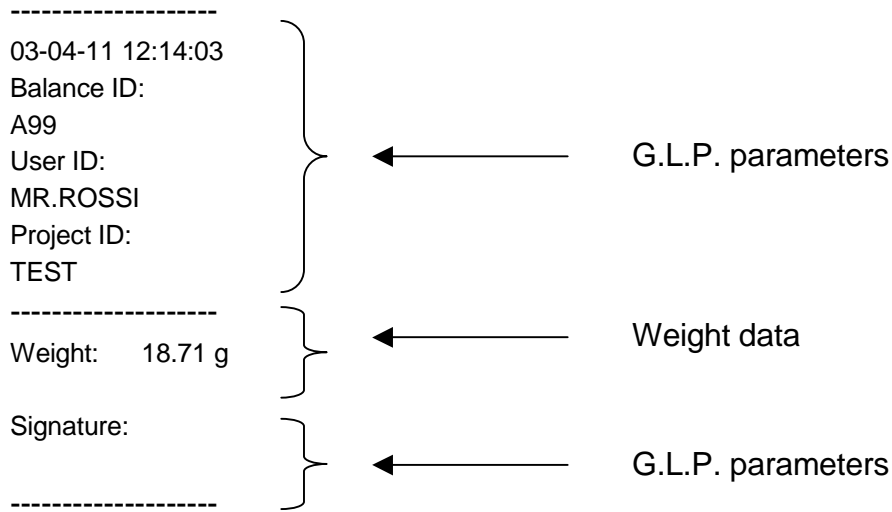 ---------------------
03-04-11 12:14:03
Balance ID:
A99
User ID:
MR.ROSSI
Project ID:
TEST
G.L.P. parameters
---------------------
Weight: 18.71 g
Weight data
Signature:
G.L.P. parameters
---------------------